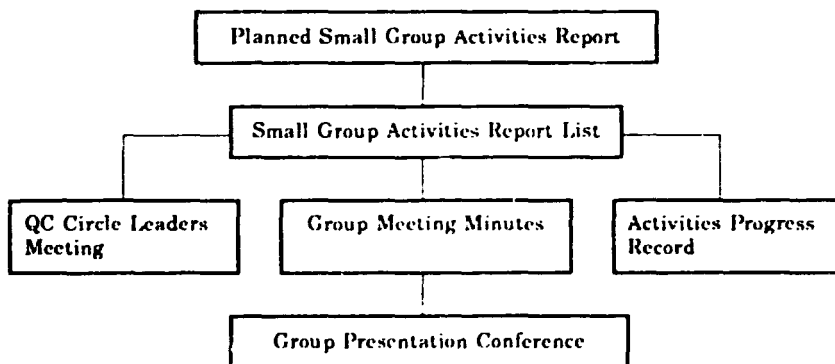 Planned Small Group Activities Report
Small Group Activities Report List
QC Circle Leaders
Meeting
Group Meeting Minutes
Activities Progress
Record
Group Presentation Conference